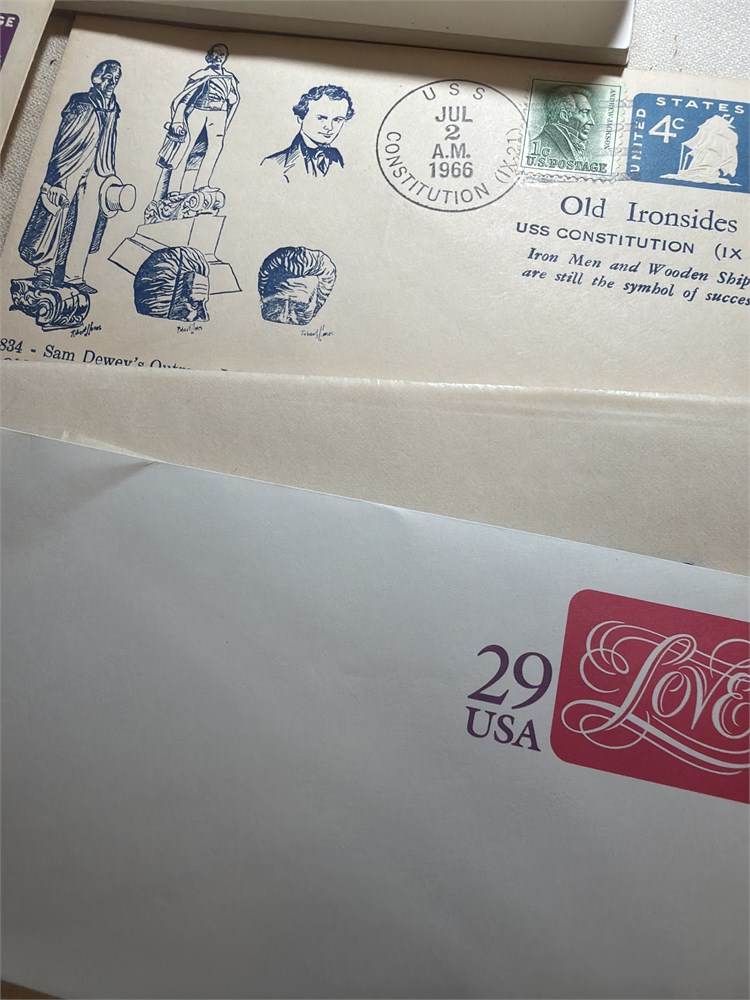 GE
USS
JUL
2
A.M.
1966
CONSTITUTION (IX-21)
ANDREW JACKSON
1c
U.S. POSTAGE
UNITED STATES
4c
Old Ironsides
USS CONSTITUTION (IX
Iron Men and Wooden Ship
are still the symbol of succes
834 - Sam Dewey's
29
USA
LOVE